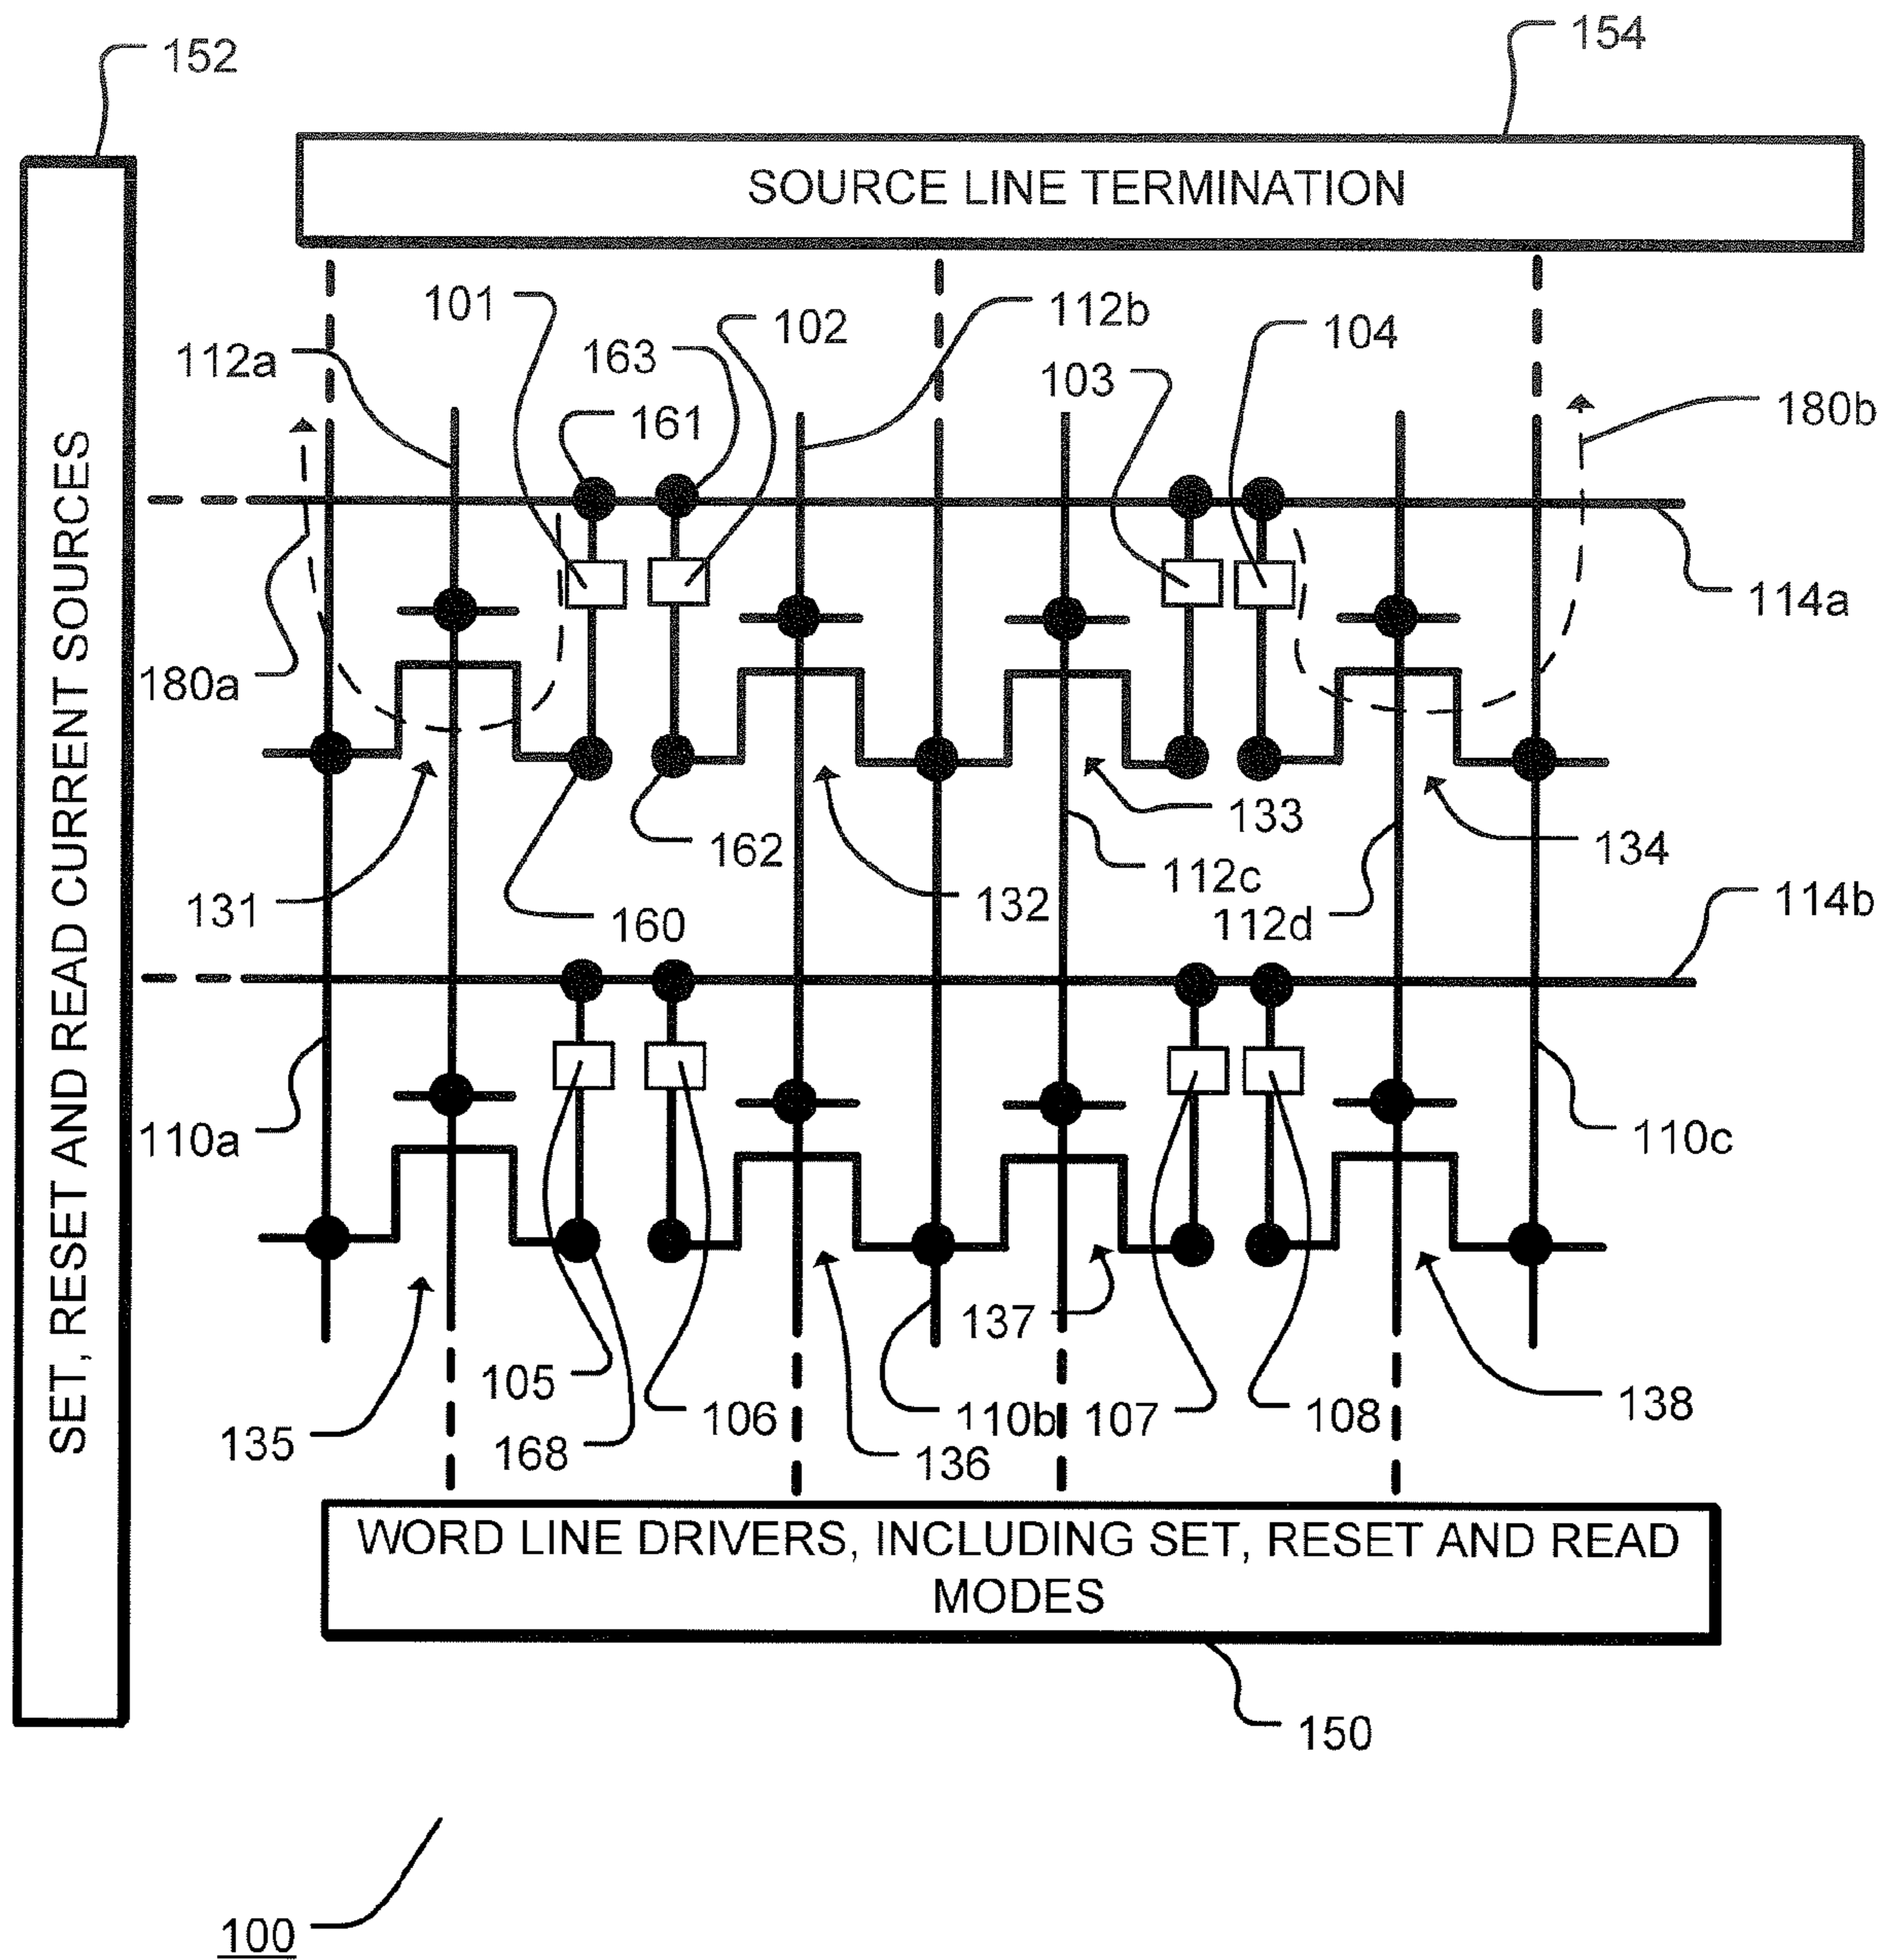 152
154
SOURCE LINE TERMINATION
101
102
112b
104
112a
163
103
161
180b
SET, RESET AND READ CURRENT SOURCES
114a
180a
133
162
134
112c
131
160
132
112d
114b
110a
110c
137
105
106
110b
107
108
138
135
168
136
WORD LINE DRIVERS, INCLUDING SET, RESET AND READ
MODES
150
100